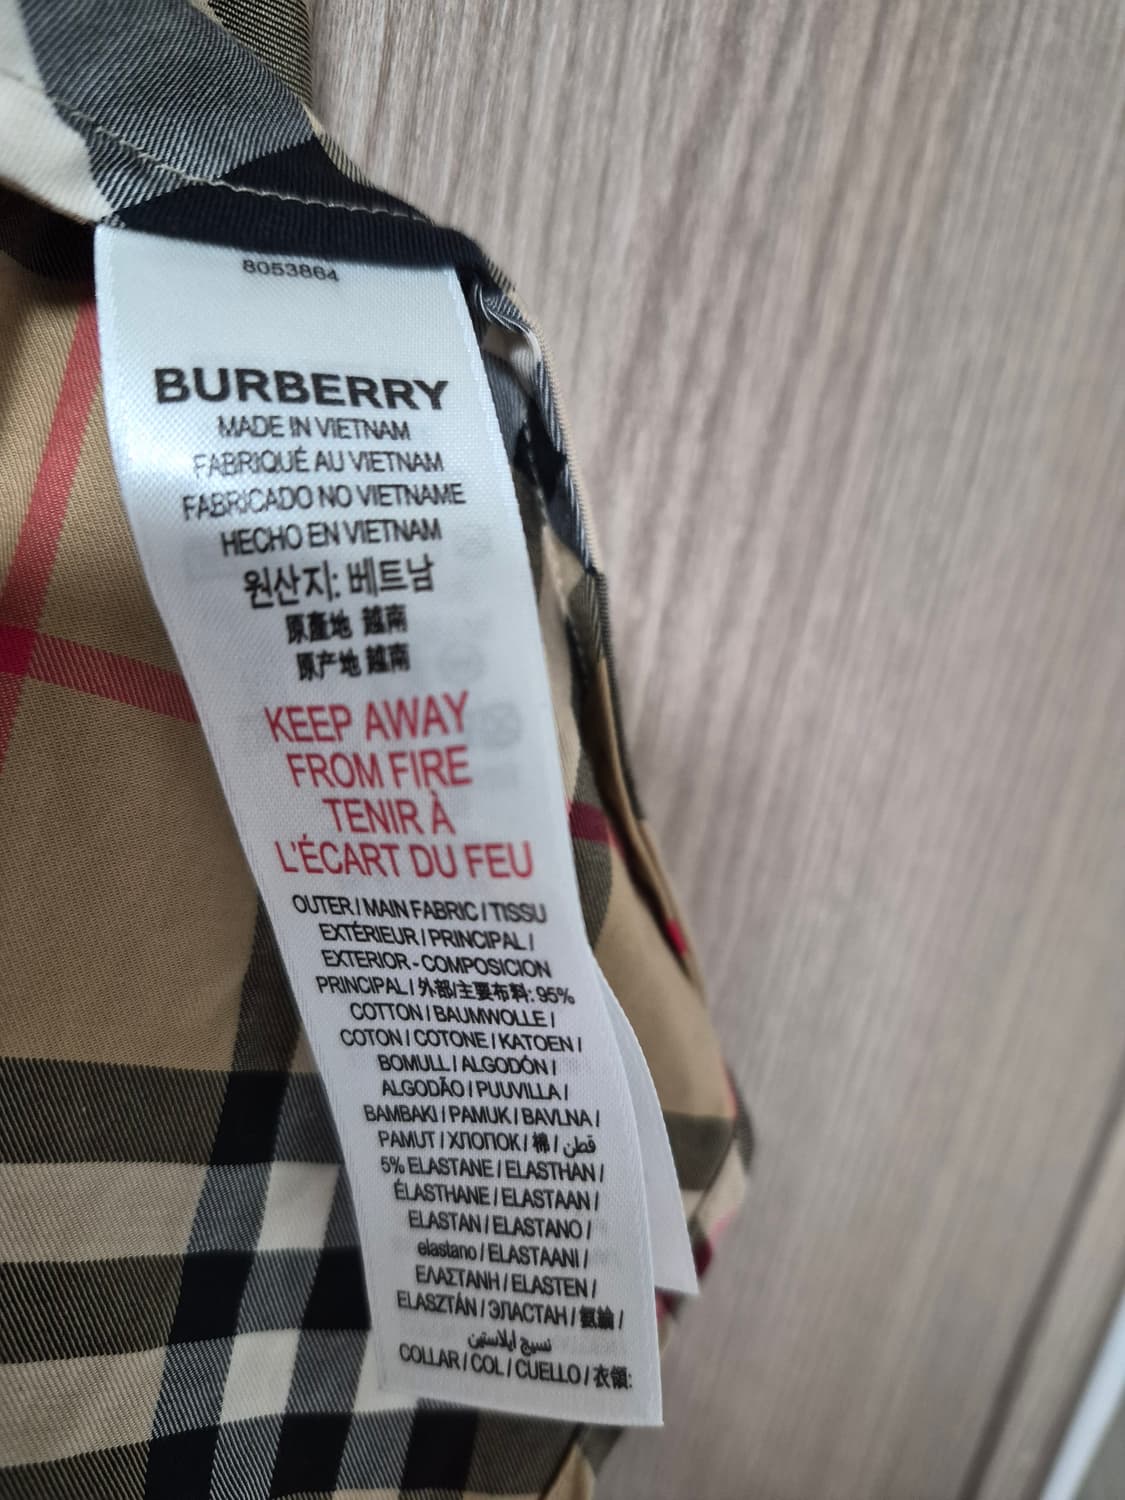 8053864
BURBERRY
MADE IN VIETNAM
FABRIQUÉ AU VIETNAM
FABRICADO NO VIETNAME
HECHO EN VIETNAM
원산지: 베트남
原產地 越南
原产地 越南
KEEP AWAY
FROM FIRE
TENIR À
L'ÉCART DU FEU
OUTER / MAIN FABRIC / TISSU
EXTÉRIEUR / PRINCIPAL /
EXTERIOR - COMPOSICION
PRINCIPAL / 外部/主要布料: 95%
COTTON / BAUMWOLLE /
COTON / COTONE / KATOEN /
BOMULL / ALGODÓN /
ALGODÃO / PUUVILLA /
BAMBAKI / PAMUK / BAVLNA /
PAMUT / ХЛОПОК / 棉 / قطن /
5% ELASTANE / ELASTHAN /
ÉLASTHANE / ELASTAAN /
ELASTAN / ELASTANO /
elastano / ELASTAANI /
ΕΛΑΣΤΑΝΗ / ELASTEN /
ELASZTÁN / ЭЛАСТАН / 氨綸 /
نسيج ايلاستين
COLLAR / COL / CUELLO / 衣領: